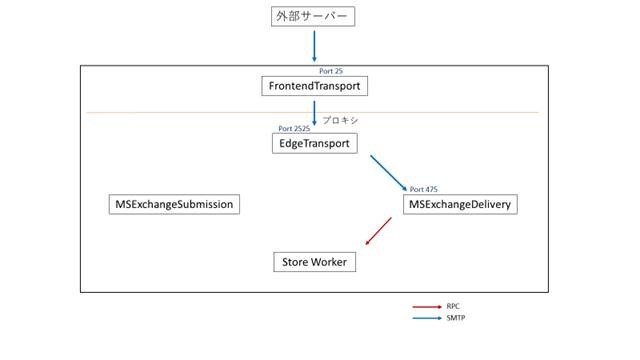 外部サーバー
Port 25
FrontendTransport
プロキシ
Port 2525
EdgeTransport
Port 475
MSExchangeSubmission
MSExchangeDelivery
Store Worker
RPC
SMTP